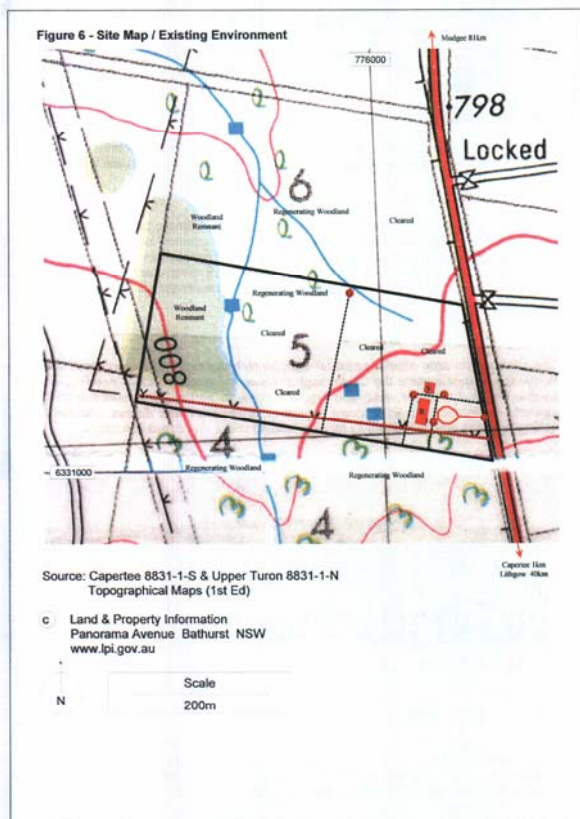 Figure 6 - Site Map / Existing Environment
Mudgee 81km
776000
798
Locked
6
Woodland
Remnant
Regenerating Woodland
Cleared
Regenerating Woodland
Woodland
Remnant
Cleared
5
Cleared
Cleared
800
Cleared
4
6331000
Regenerating Woodland
Regenerating Woodland
4
Capertee 1km
Lithgow 40km
Source: Capertee 8831-1-S & Upper Turon 8831-1-N
Topographical Maps (1st Ed)
c Land & Property Information
Panorama Avenue Bathurst NSW
www.lpi.gov.au
N
Scale
200m